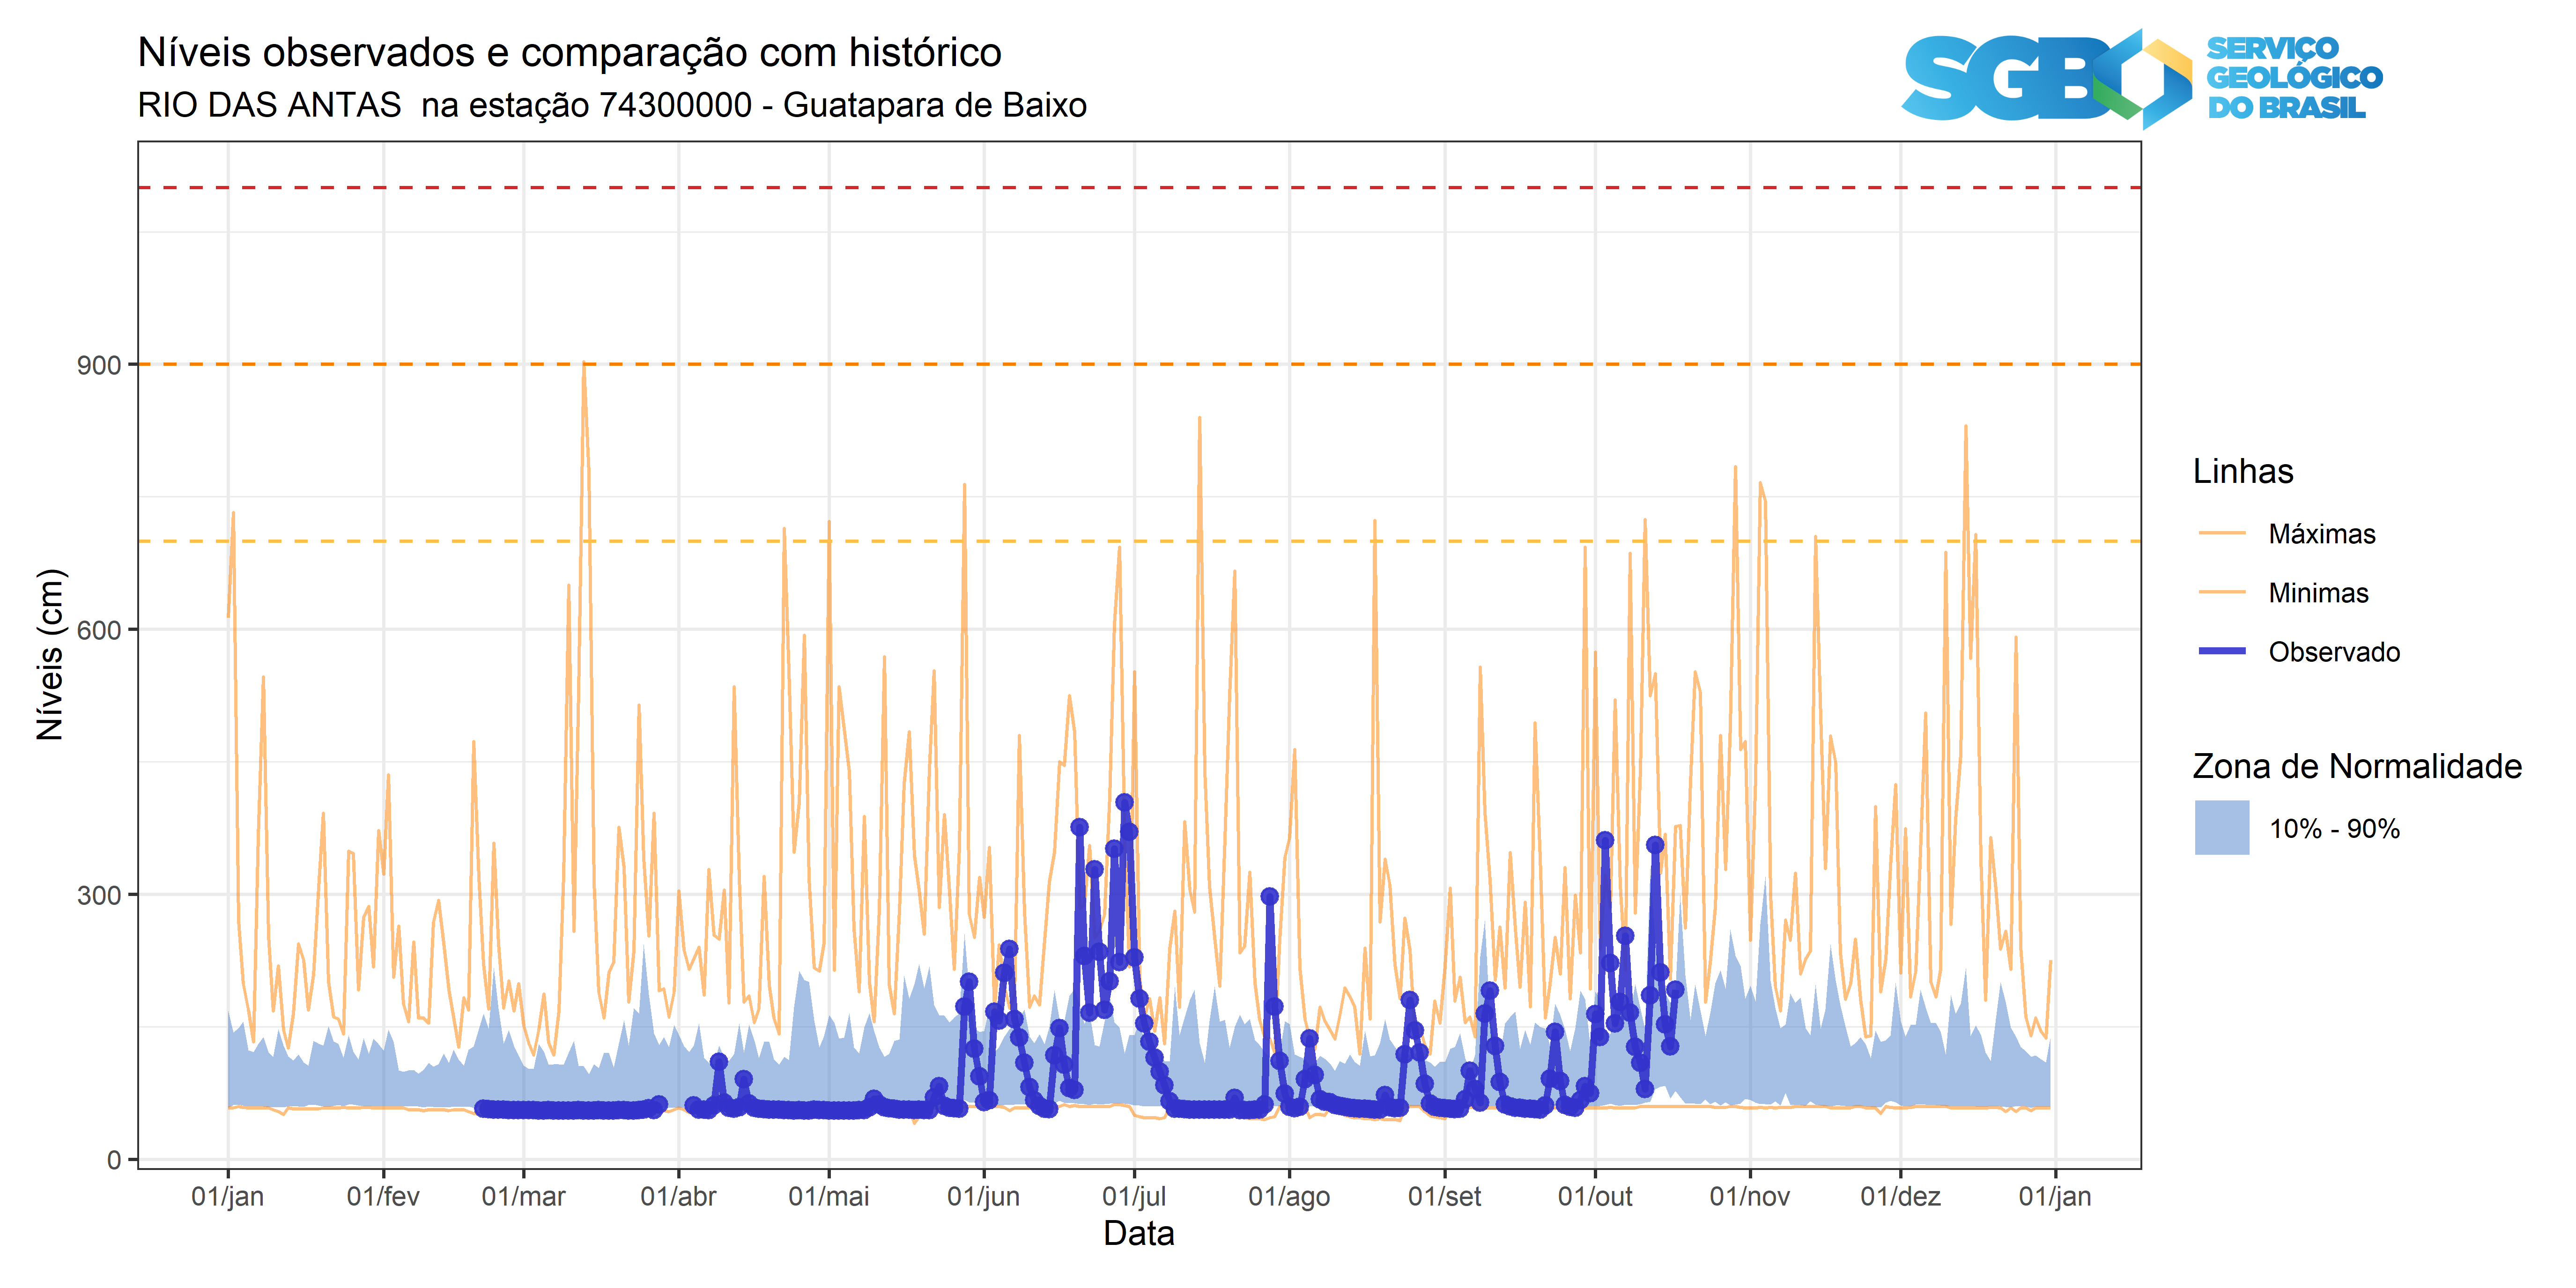 Níveis observados e comparação com histórico
RIO DAS ANTAS  na estação 74300000 - Guatapara de Baixo
SGB
SERVIÇO
GEOLÓGICO
DO BRASIL
Níveis (cm)
900
600
300
0
01/jan
01/fev
01/mar
01/abr
01/mai
01/jun
01/jul
01/ago
01/set
01/out
01/nov
01/dez
01/jan
Data
Linhas
Máximas
Minimas
Observado
Zona de Normalidade
10% - 90%